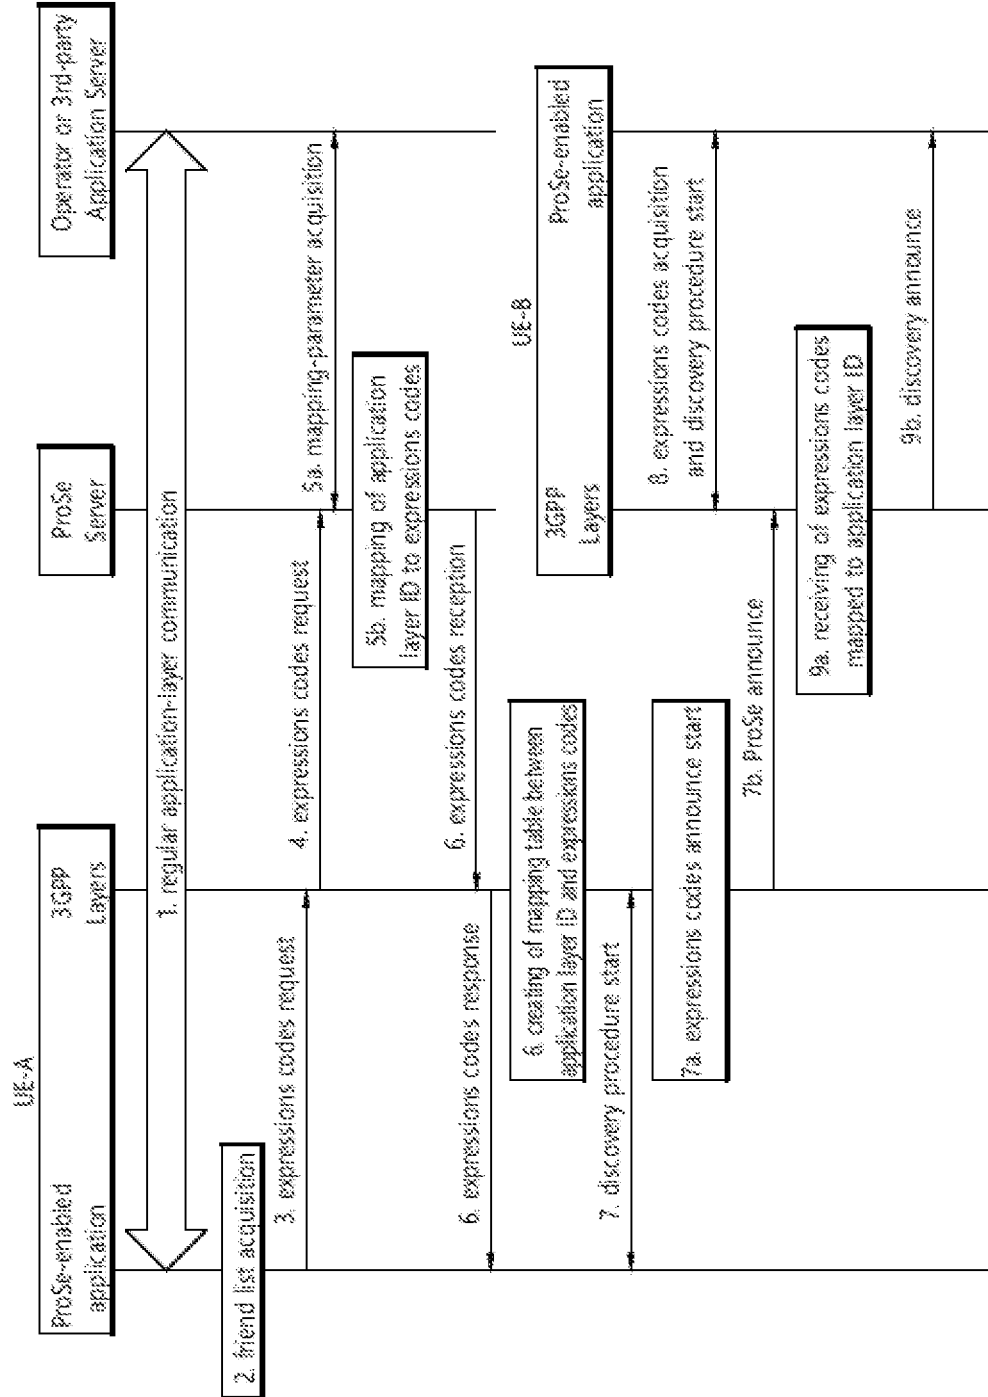 UE-A
ProSe-enabled
application
3GPP
Layers
ProSe
Server
Operator or 3rd-party
Application Server
1. regular application-layer communication
2. friend list acquisition
3. expressions codes request
4. expressions codes request
5a. mapping-parameter acquisition
5b. mapping of application
layer ID to expressions codes
6. expressions codes reception
6. expressions codes response
6. creating of mapping table between
application layer ID and expressions codes
UE-B
3GPP
Layers
ProSe-enabled
application
7. discovery procedure start
7a. expressions codes announce start
8. expressions codes acquisition
and discovery procedure start
7b. ProSe announce
9a. receiving of expressions codes
mapped to application layer ID
9b. discovery announce